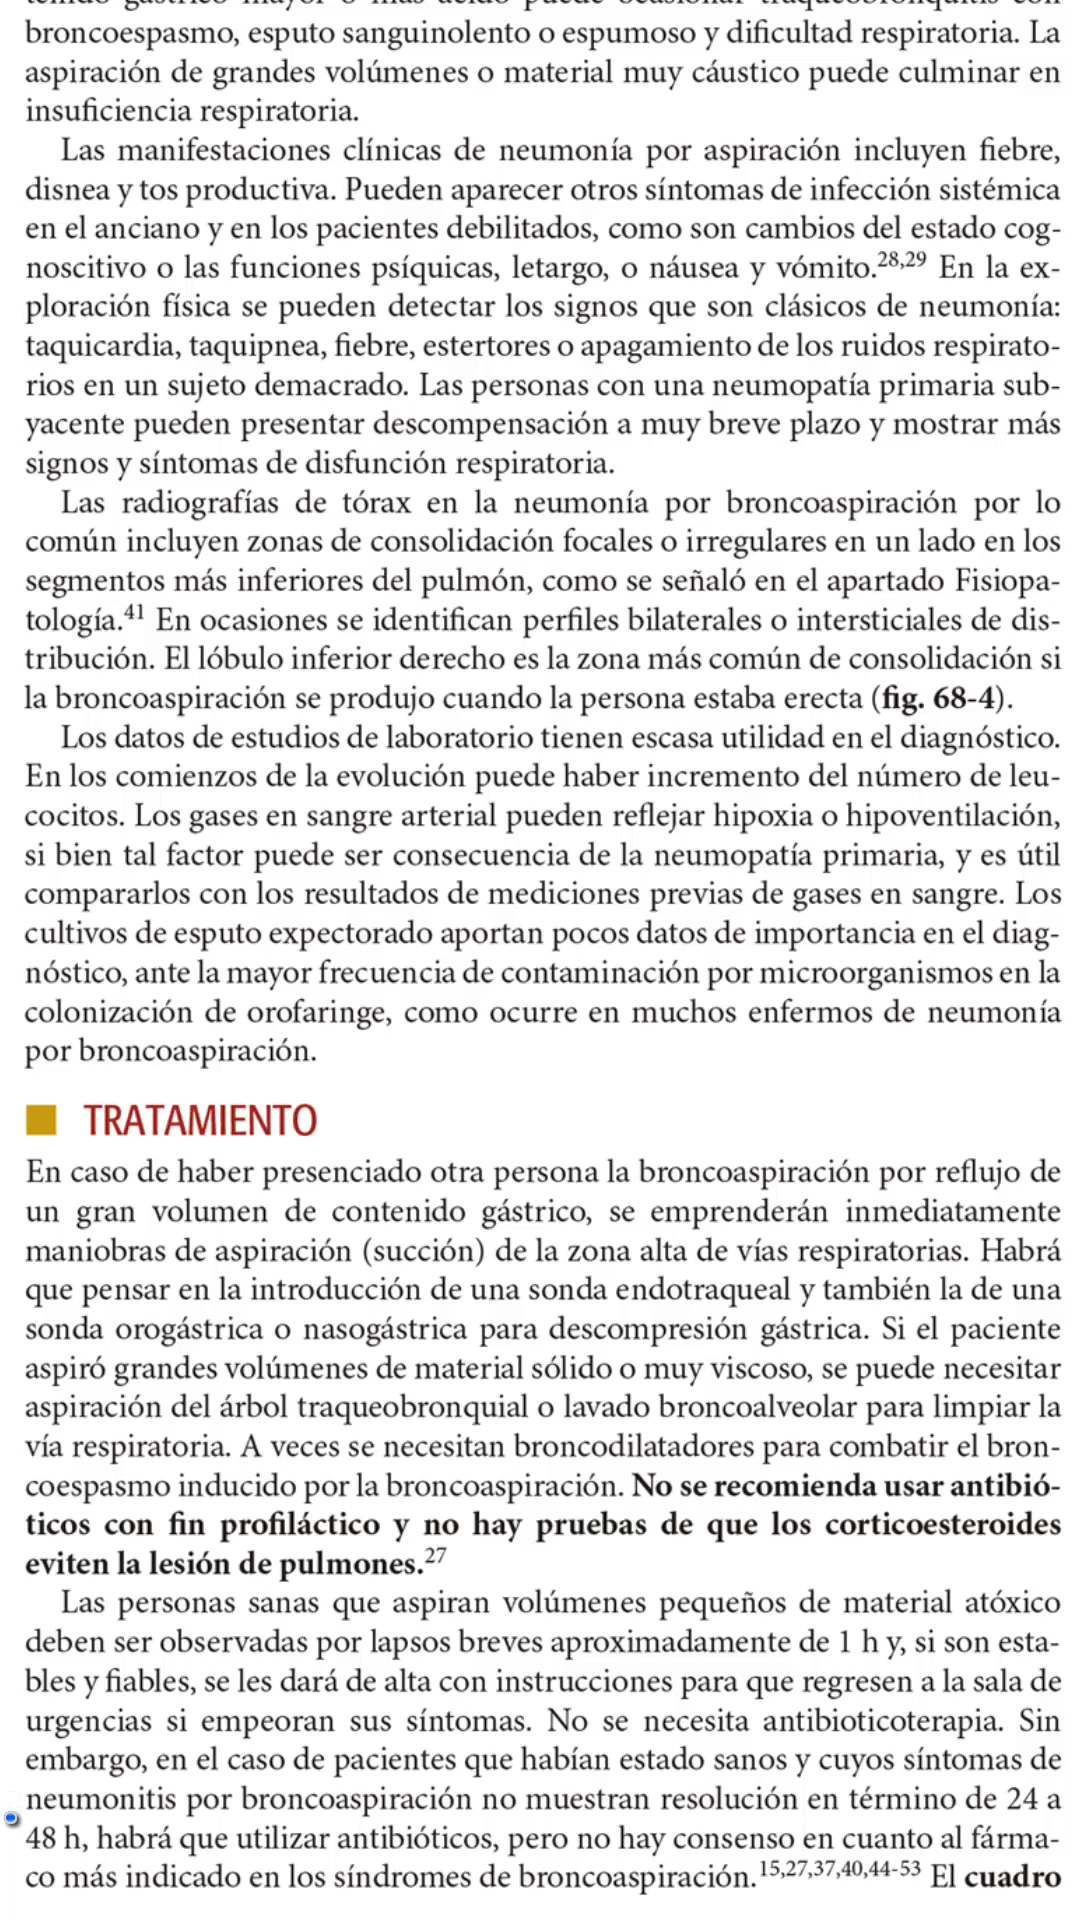 broncoespasmo, esputo sanguinolento o espumoso y dificultad respiratoria. La
aspiración de grandes volúmenes o material muy cáustico puede culminar en
insuficiencia respiratoria.
Las manifestaciones clínicas de neumonía por aspiración incluyen fiebre,
disnea y tos productiva. Pueden aparecer otros síntomas de infección sistémica
en el anciano y en los pacientes debilitados, como son cambios del estado cog-
noscitivo o las funciones psíquicas, letargo, o náusea y vómito.28,29 En la ex-
ploración física se pueden detectar los signos que son clásicos de neumonía:
taquicardia, taquipnea, fiebre, estertores o apagamiento de los ruidos respirato-
rios en un sujeto demacrado. Las personas con una neumopatía primaria sub-
yacente pueden presentar descompensación a muy breve plazo y mostrar más
signos y síntomas de disfunción respiratoria.
Las radiografías de tórax en la neumonía por broncoaspiración por lo
común incluyen zonas de consolidación focales o irregulares en un lado en los
segmentos más inferiores del pulmón, como se señaló en el apartado Fisiopa-
tología.41 En ocasiones se identifican perfiles bilaterales o intersticiales de dis-
tribución. El lóbulo inferior derecho es la zona más común de consolidación si
la broncoaspiración se produjo cuando la persona estaba erecta (fig. 68-4).
Los datos de estudios de laboratorio tienen escasa utilidad en el diagnóstico.
En los comienzos de la evolución puede haber incremento del número de leu-
cocitos. Los gases en sangre arterial pueden reflejar hipoxia o hipoventilación,
si bien tal factor puede ser consecuencia de la neumopatía primaria, y es útil
compararlos con los resultados de mediciones previas de gases en sangre. Los
cultivos de esputo expectorado aportan pocos datos de importancia en el diag-
nóstico, ante la mayor frecuencia de contaminación por microorganismos en la
colonización de orofaringe, como ocurre en muchos enfermos de neumonía
por broncoaspiración.
TRATAMIENTO
En caso de haber presenciado otra persona la broncoaspiración por reflujo de
un gran volumen de contenido gástrico, se emprenderán inmediatamente
maniobras de aspiración (succión) de la zona alta de vías respiratorias. Habrá
que pensar en la introducción de una sonda endotraqueal y también la de una
sonda orogástrica o nasogástrica para descompresión gástrica. Si el paciente
aspiró grandes volúmenes de material sólido o muy viscoso, se puede necesitar
aspiración del árbol traqueobronquial o lavado broncoalveolar para limpiar la
vía respiratoria. A veces se necesitan broncodilatadores para combatir el bron-
coespasmo inducido por la broncoaspiración. No se recomienda usar antibió-
ticos con fin profiláctico y no hay pruebas de que los corticoesteroides
eviten la lesión de pulmones.27
Las personas sanas que aspiran volúmenes pequeños de material atóxico
deben ser observadas por lapsos breves aproximadamente de 1 h y, si son esta-
bles y fiables, se les dará de alta con instrucciones para que regresen a la sala de
urgencias si empeoran sus síntomas. No se necesita antibioticoterapia. Sin
embargo, en el caso de pacientes que habían estado sanos y cuyos síntomas de
neumonitis por broncoaspiración no muestran resolución en término de 24 a
48 h, habrá que utilizar antibióticos, pero no hay consenso en cuanto al fárma-
co más indicado en los síndromes de broncoaspiración.15,27,37,40,44-53 El cuadro